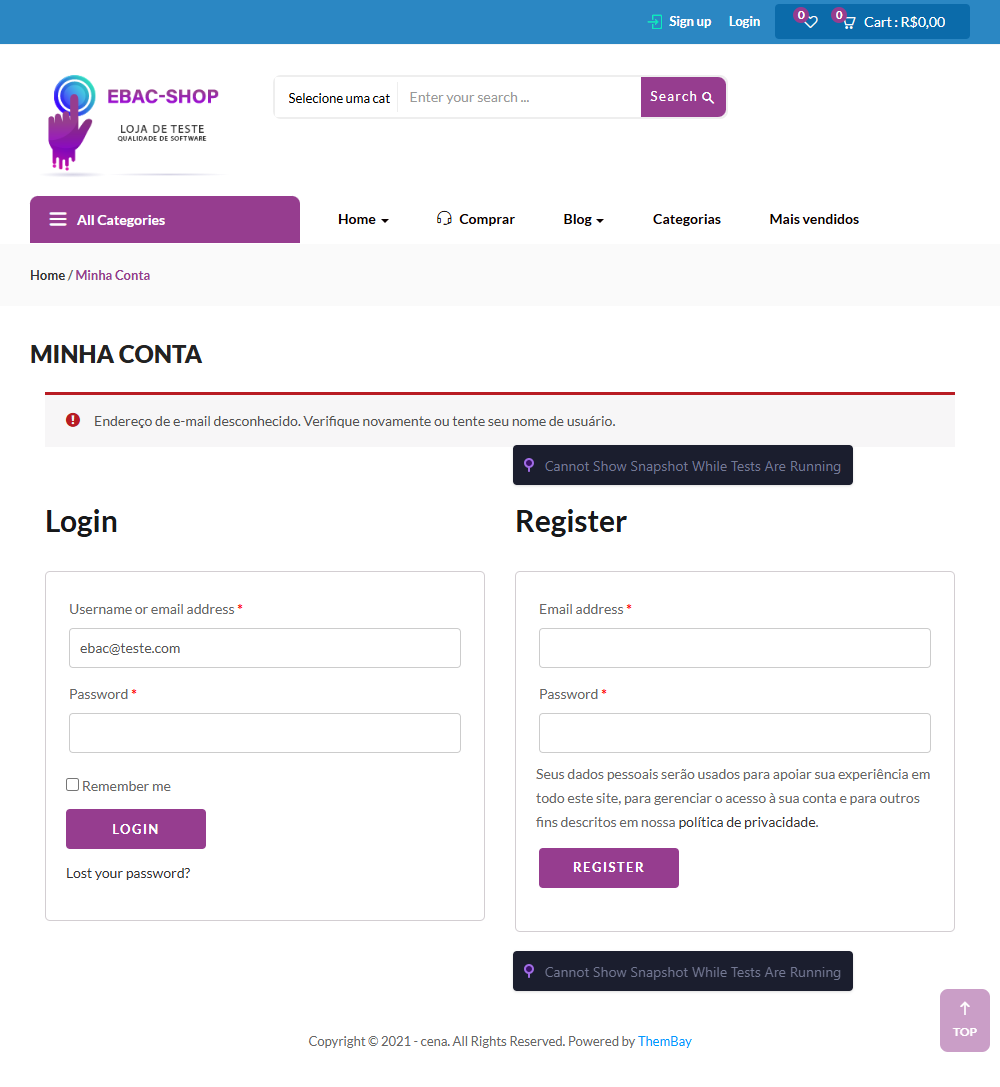 Sign up Login 0 0 Cart : R$0,00
EBAC-SHOP
LOJA DE TESTE
QUALIDADE DE SOFTWARE
Selecione uma cat Enter your search ... Search
All Categories Home Comprar Blog Categorias Mais vendidos
Home / Minha Conta
MINHA CONTA
Endereço de e-mail desconhecido. Verifique novamente ou tente seu nome de usuário.
Cannot Show Snapshot While Tests Are Running
Login
Username or email address *
ebac@teste.com
Password *
Remember me
LOGIN
Lost your password?
Register
Email address *
Password *
Seus dados pessoais serão usados para apoiar sua experiência em
todo este site, para gerenciar o acesso à sua conta e para outros
fins descritos em nossa política de privacidade.
REGISTER
Cannot Show Snapshot While Tests Are Running
TOP
Copyright © 2021 - cena. All Rights Reserved. Powered by ThemBay